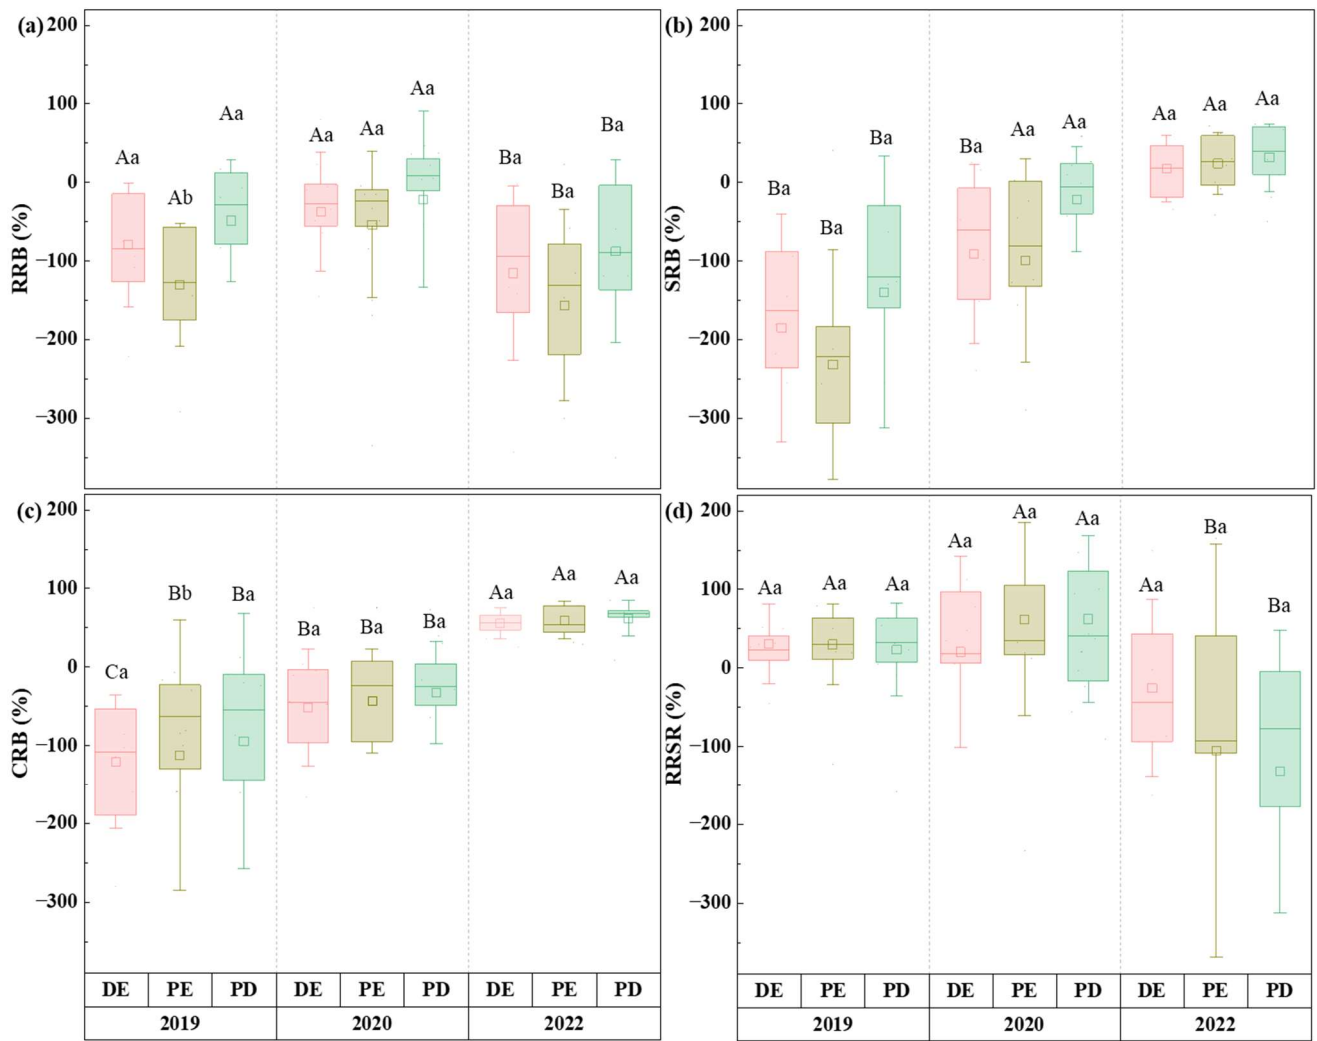 (a) 200
Aa
Aa
Ab
Aa
Aa
Aa
Ba
Ba
Ba
100
0
−100
−200
−300
RRB (%)
(b) 200
Ba
Ba
Ba
Ba
Aa
Aa
Aa
Aa
Aa
100
0
−100
−200
−300
SRB (%)
(c) 200
Ca
Bb
Ba
Ba
Ba
Ba
Aa
Aa
Aa
100
0
−100
−200
−300
CRB (%)
DE PE PD DE PE PD DE PE PD
2019 2020 2022
(d) 200
Aa
Aa
Aa
Aa
Aa
Aa
Aa
Ba
Ba
100
0
−100
−200
−300
RRSR (%)
DE PE PD DE PE PD DE PE PD
2019 2020 2022